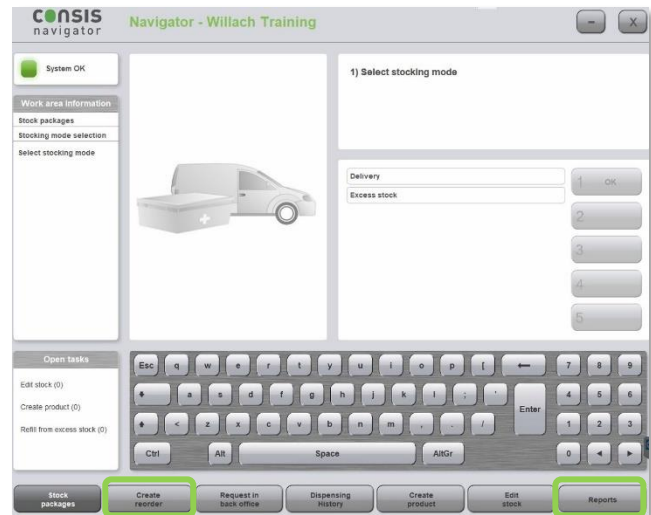 CONSIS
navigator
Navigator - Willach Training
-
X
System OK
Work area information
Stock packages
Stocking mode selection
Select stocking mode
1) Select stocking mode
Delivery
Excess stock
1 OK
2
3
4
5
Open tasks
Edit stock (0)
Create product (0)
Refill from excess stock (0)
Esc q w e r t y u i o p [ ← 7 8 9
a s d f g h j k l ; ' Enter 4 5 6
< z x c v b n m , . / 1 2 3
Ctrl Alt Space AltGr 0 ◄ ►
Stock
packages
Create
reorder
Request in
back office
Dispensing
History
Create
product
Edit
stock
Reports